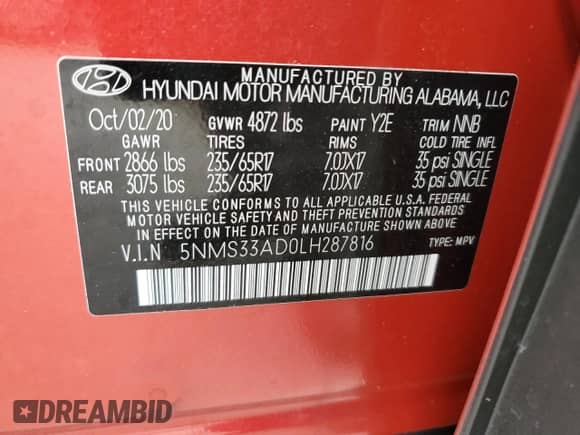 MANUFACTURED BY
HYUNDAI MOTOR MANUFACTURING ALABAMA, LLC
Oct/02/20 GVWR 4872 lbs PAINT Y2E TRIM NNB
GAWR TIRES RIMS COLD TIRE INFL
FRONT 2866 lbs 235/65R17 7.0JX17 35 psi SINGLE
REAR 3075 lbs 235/65R17 7.0JX17 35 psi SINGLE
THIS VEHICLE CONFORMS TO ALL APPLICABLE U.S.A. FEDERAL
MOTOR VEHICLE SAFETY, BUMPER, AND THEFT PREVENTION STANDARDS
IN EFFECT ON THE DATE OF MANUFACTURE SHOWN ABOVE
V.I.N 5NMS33AD0LH287816 TYPE: MPV
DREAMBID